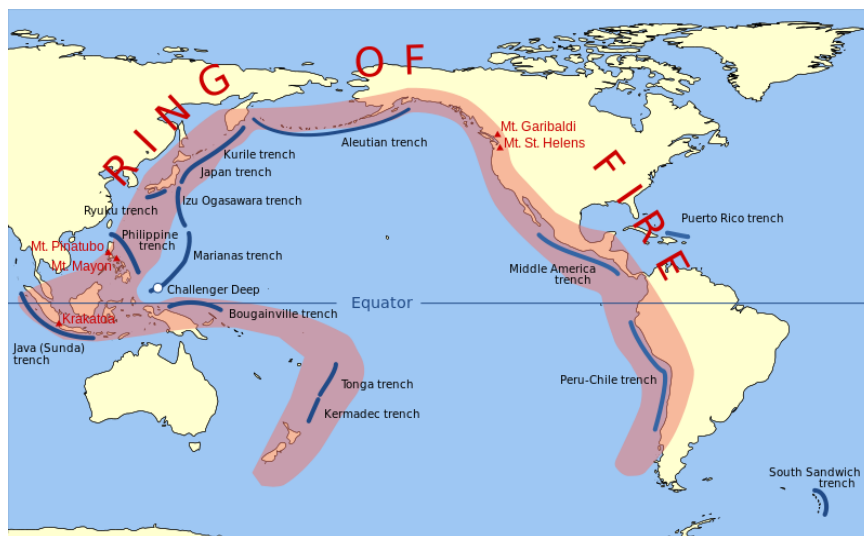 RING OF FIRE
Mt. Garibaldi
Mt. St. Helens
Aleutian trench
Kurile trench
Japan trench
Izu Ogasawara trench
Ryuku trench
Puerto Rico trench
Philippine
trench
Mt. Pinatubo
Mt. Mayon
Marianas trench
Middle America
trench
Challenger Deep
Equator
Bougainville trench
Krakatoa
Java (Sunda)
trench
Tonga trench
Peru-Chile trench
Kermadec trench
South Sandwich
trench